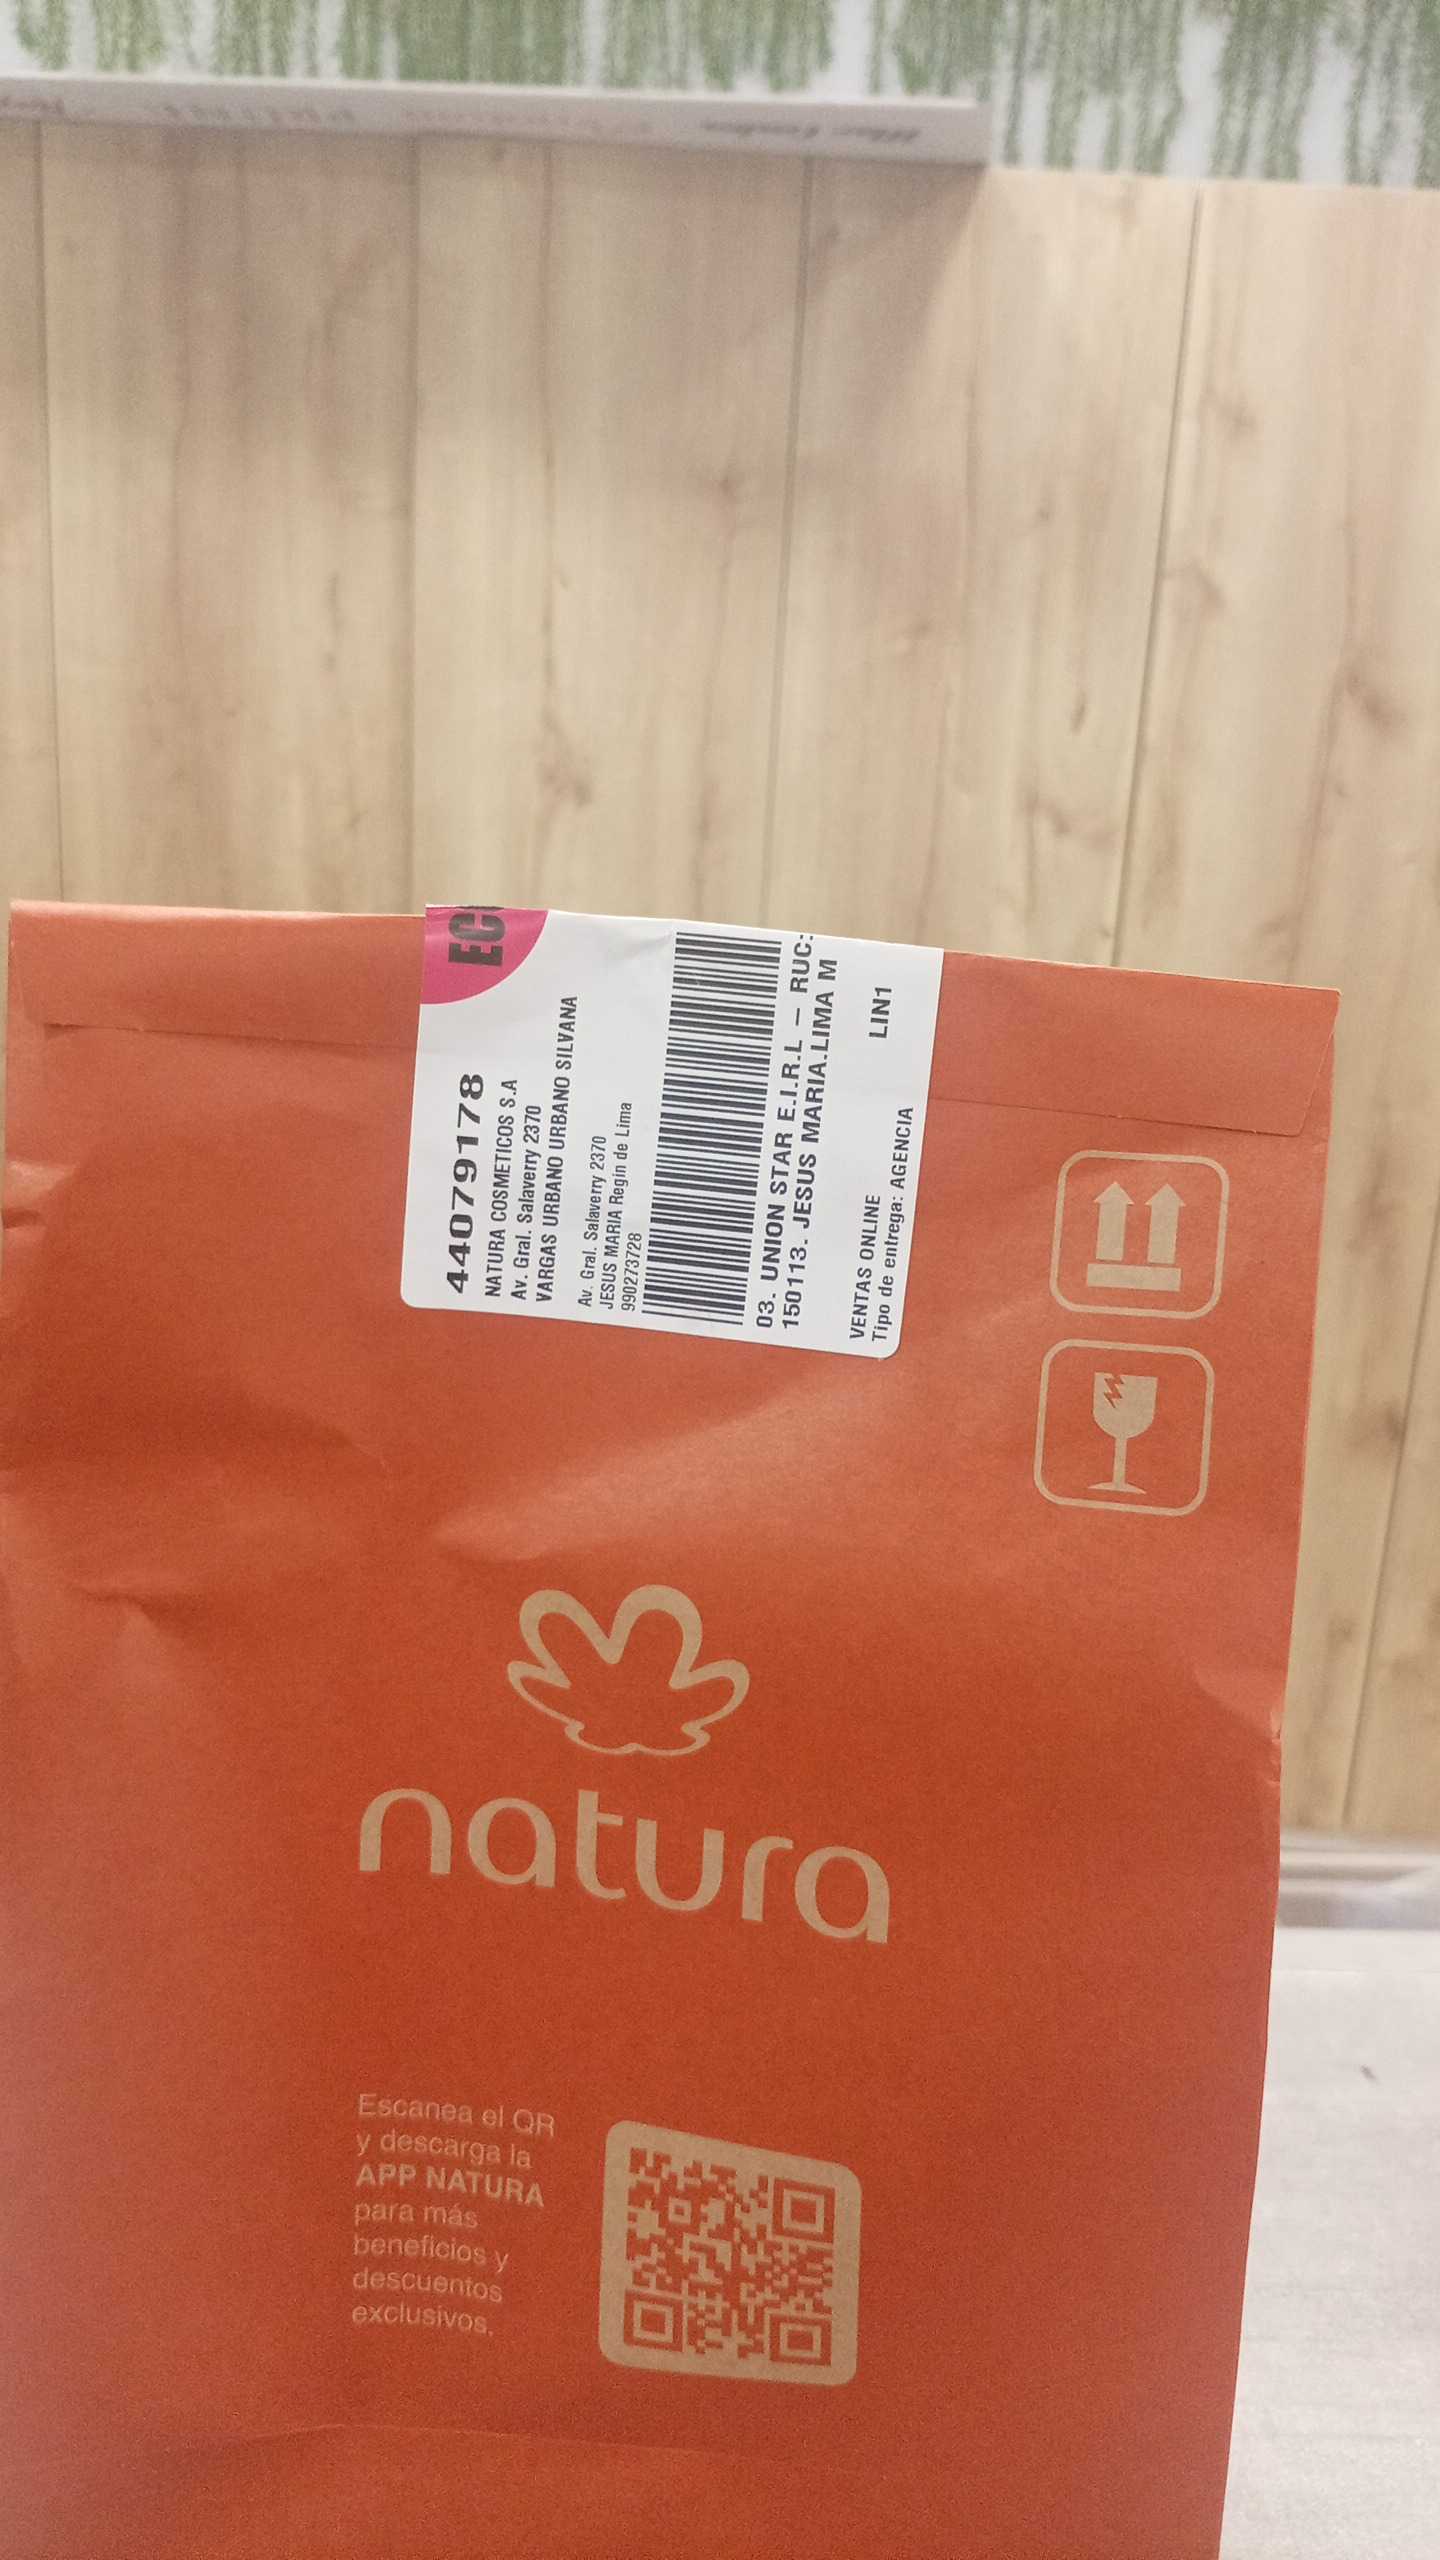 EC
44079178
NATURA COSMETICOS S.A
Av. Gral. Salaverry 2370
VARGAS URBANO URBANO SILVANA
Av. Gral. Salaverry 2370
JESUS MARIA Regin de Lima
990273728
03. UNION STAR E.I.R.L – RUC:
150113. JESUS MARIA.LIMA M
LIN1
VENTAS ONLINE
Tipo de entrega: AGENCIA
natura
Escanea el QR
y descarga la
APP NATURA
para más
beneficios y
descuentos
exclusivos.